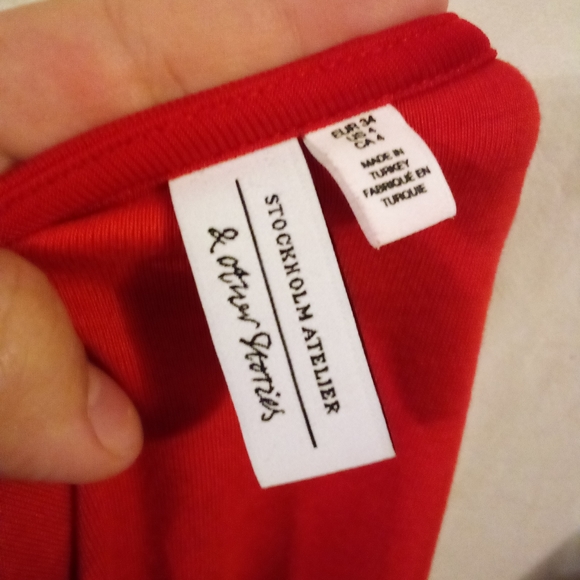 STOCKHOLM ATELIER
& other Stories
EUR 34
US 4
CA 4
MADE IN
TURKEY
FABRIQUÉ EN
TURQUIE